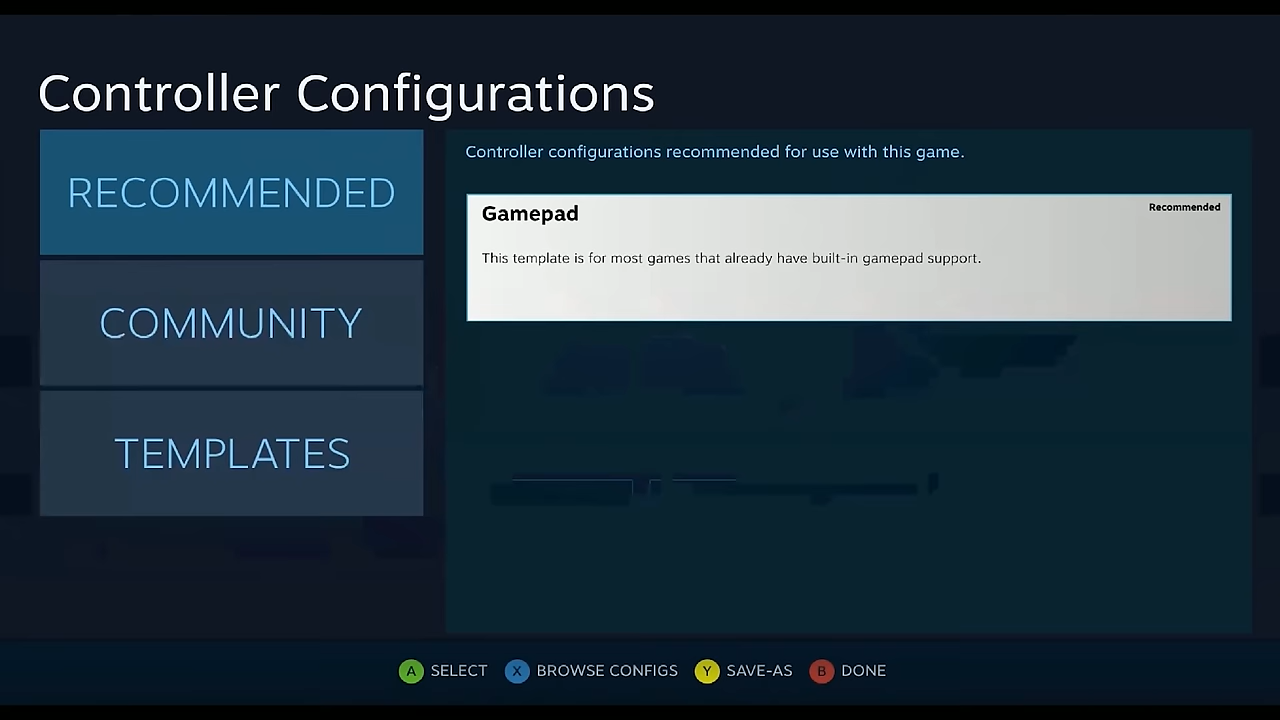 Controller Configurations
RECOMMENDED
COMMUNITY
TEMPLATES
Controller configurations recommended for use with this game.
Gamepad
Recommended
This template is for most games that already have built-in gamepad support.
A SELECT X BROWSE CONFIGS Y SAVE-AS B DONE